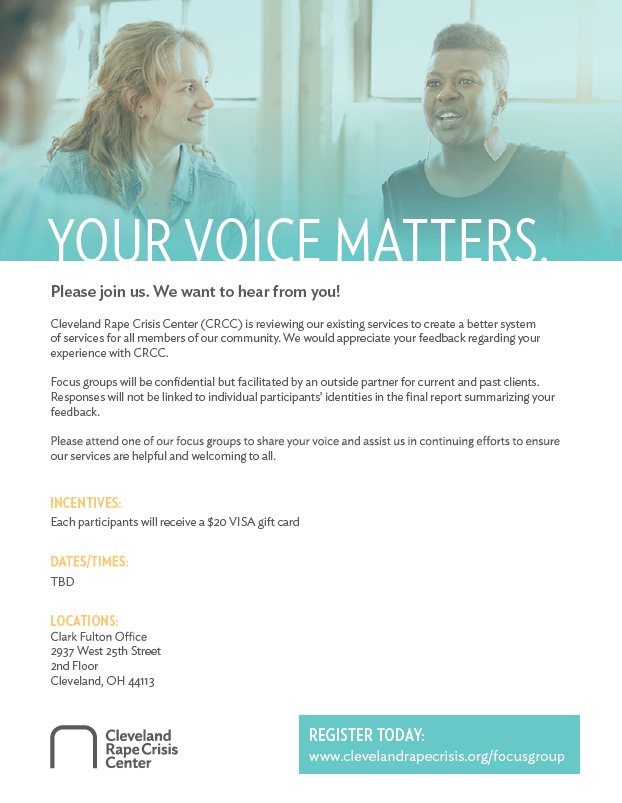 YOUR VOICE MATTERS.
Please join us. We want to hear from you!
Cleveland Rape Crisis Center (CRCC) is reviewing our existing services to create a better system
of services for all members of our community. We would appreciate your feedback regarding your
experience with CRCC.
Focus groups will be confidential but facilitated by an outside partner for current and past clients.
Responses will not be linked to individual participants' identities in the final report summarizing your
feedback.
Please attend one of our focus groups to share your voice and assist us in continuing efforts to ensure
our services are helpful and welcoming to all.
INCENTIVES:
Each participants will receive a $20 VISA gift card
DATES/TIMES:
TBD
LOCATIONS:
Clark Fulton Office
2937 West 25th Street
2nd Floor
Cleveland, OH 44113
Cleveland
Rape Crisis
Center
REGISTER TODAY:
www.clevelandrapecrisis.org/focusgroup